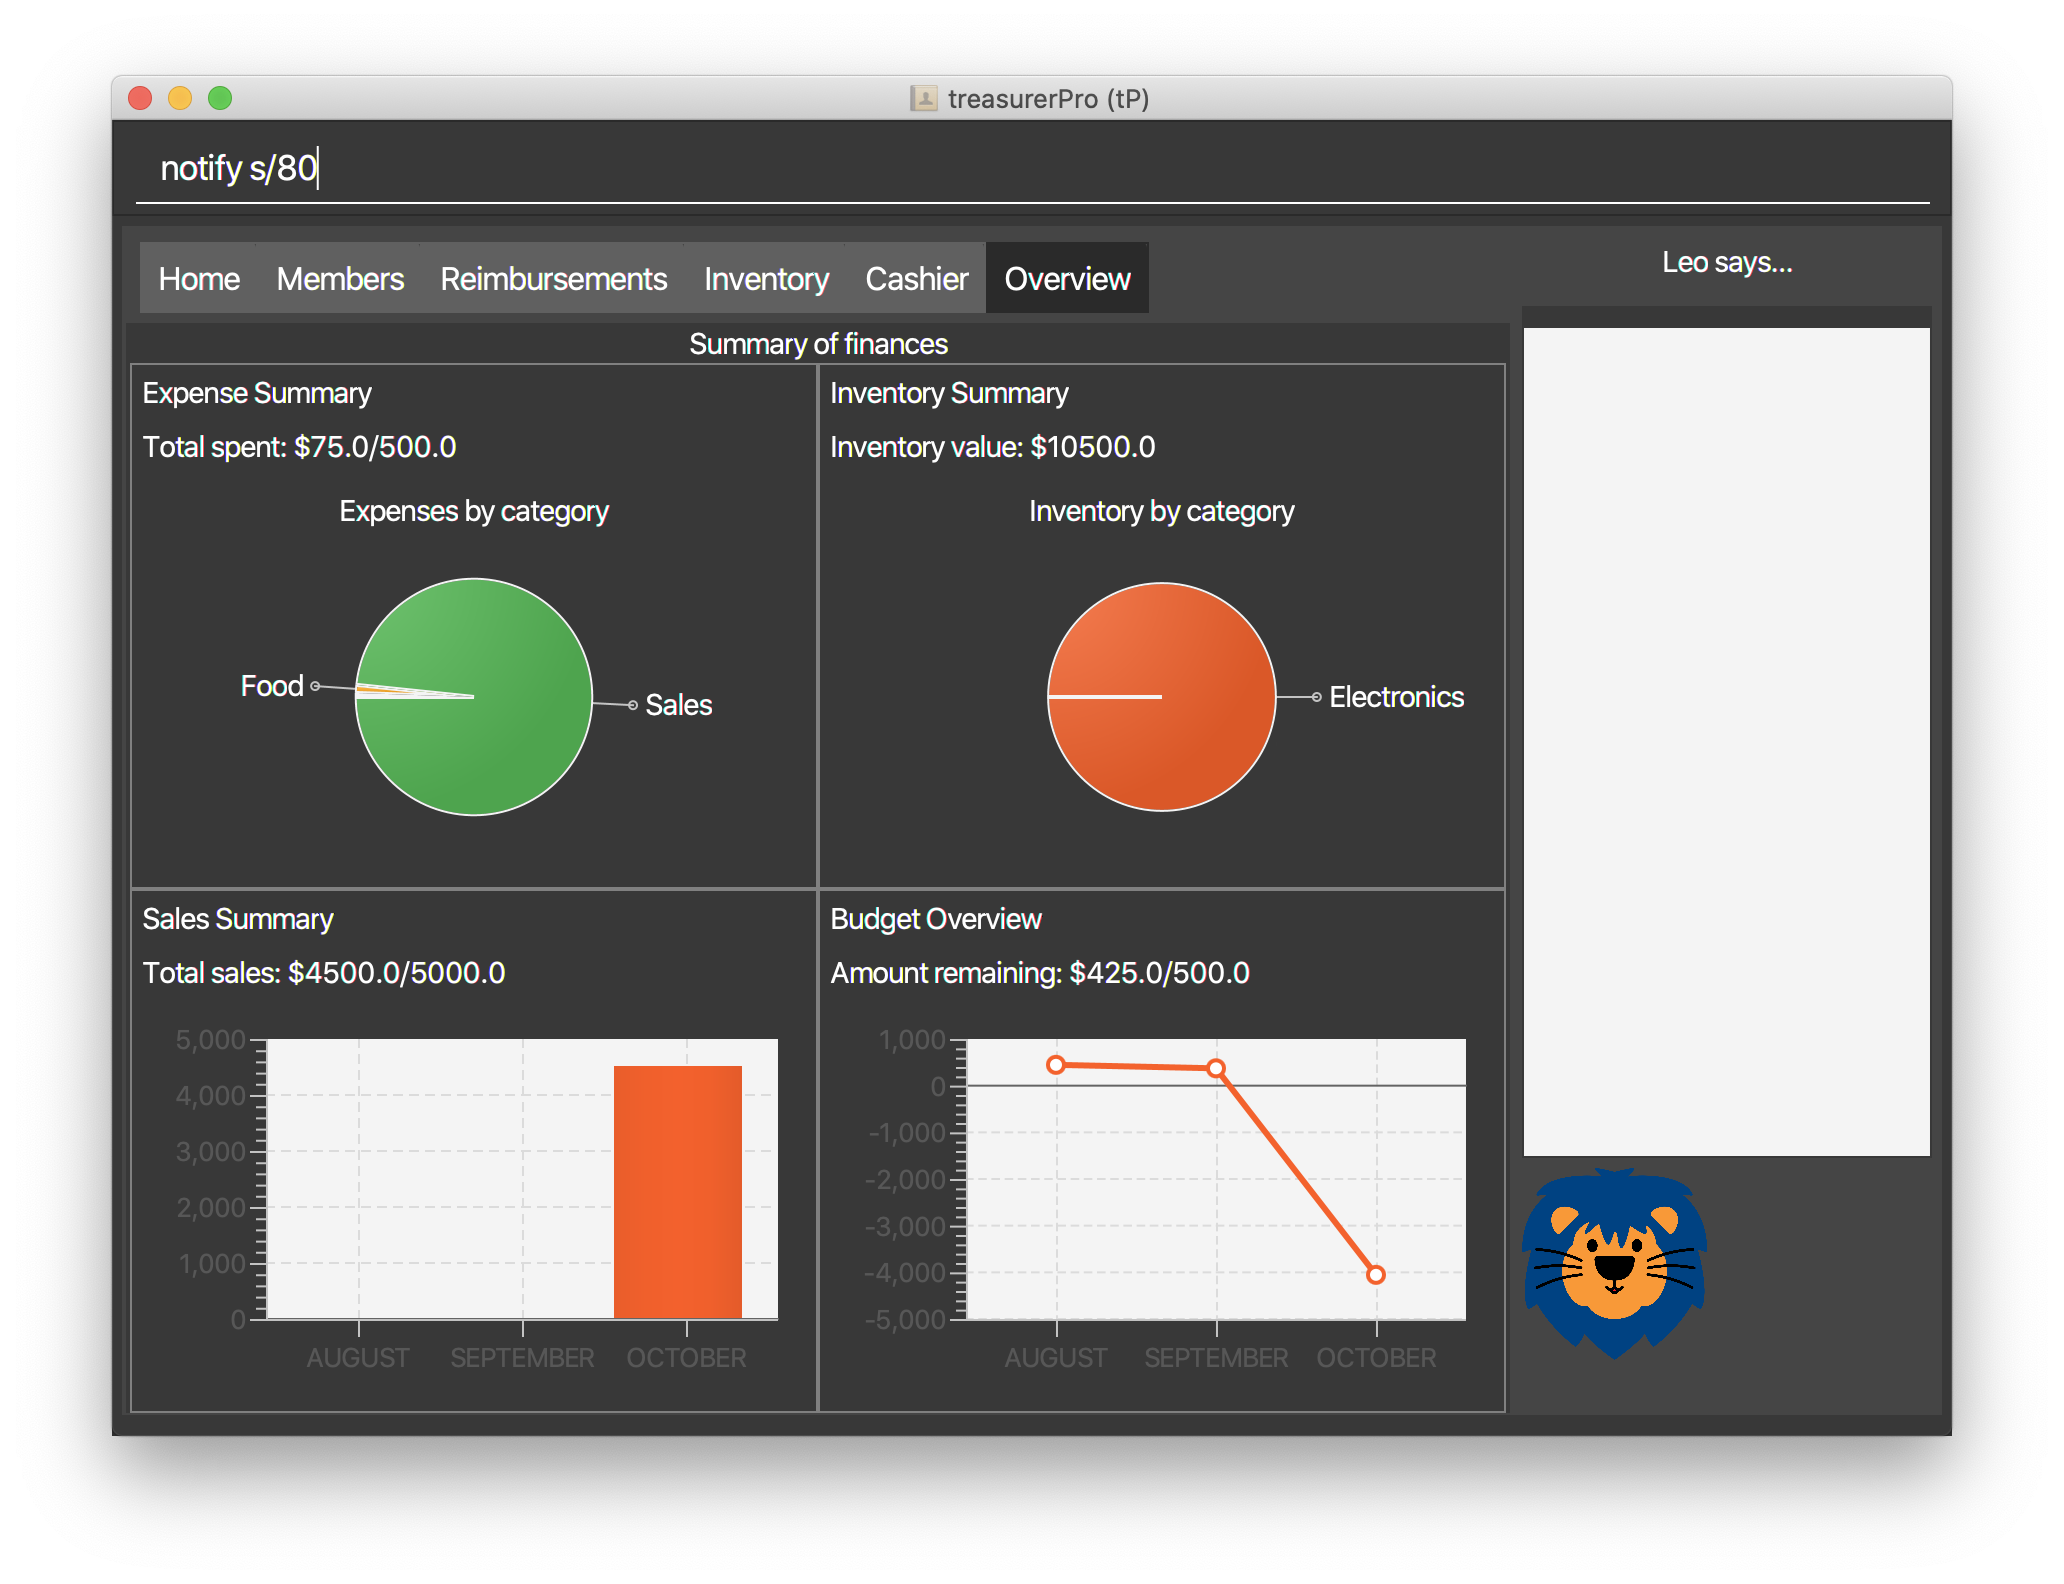 treasurerPro (tP)
notify s/80
Home Members Reimbursements Inventory Cashier Overview
Leo says...
Summary of finances
Expense Summary
Total spent: $75.0/500.0
Expenses by category
Food
Sales
Inventory Summary
Inventory value: $10500.0
Inventory by category
Electronics
Sales Summary
Total sales: $4500.0/5000.0
5,000
4,000
3,000
2,000
1,000
0
AUGUST SEPTEMBER OCTOBER
Budget Overview
Amount remaining: $425.0/500.0
1,000
0
-1,000
-2,000
-3,000
-4,000
-5,000
AUGUST SEPTEMBER OCTOBER